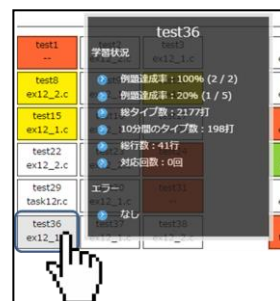 test36
学習状況
例題達成率：100% (2 / 2)
例題達成率：20% (1 / 5)
総タイプ数：2177打
10分間のタイプ数：198打
総行数：41行
対応回数：0回
エラー
なし
test1
--
test8
ex12_2.c
test15
ex12_1.c
test22
ex12_2.c
test29
task12r.c
test36
ex12_1